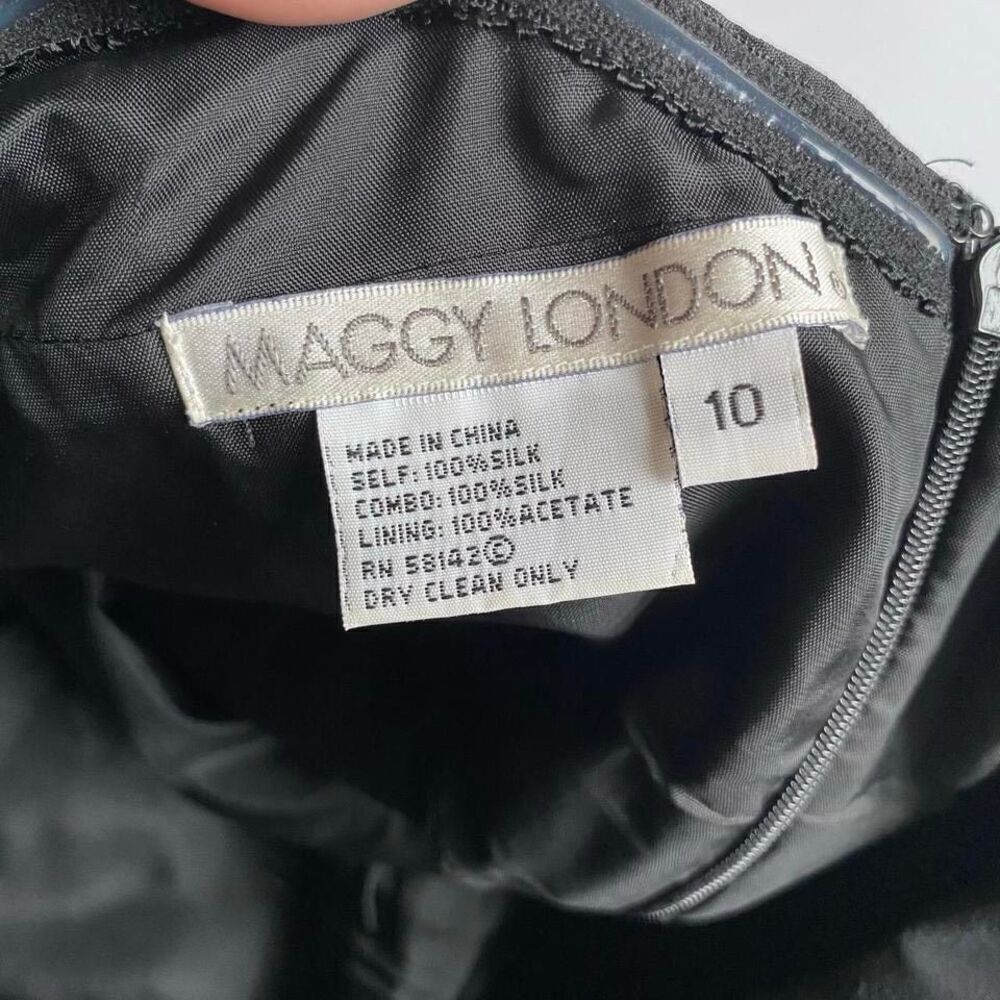 MAGGY LONDON
10
MADE IN CHINA
SELF: 100% SILK
COMBO: 100% SILK
LINING: 100% ACETATE
RN 58142 ©
DRY CLEAN ONLY